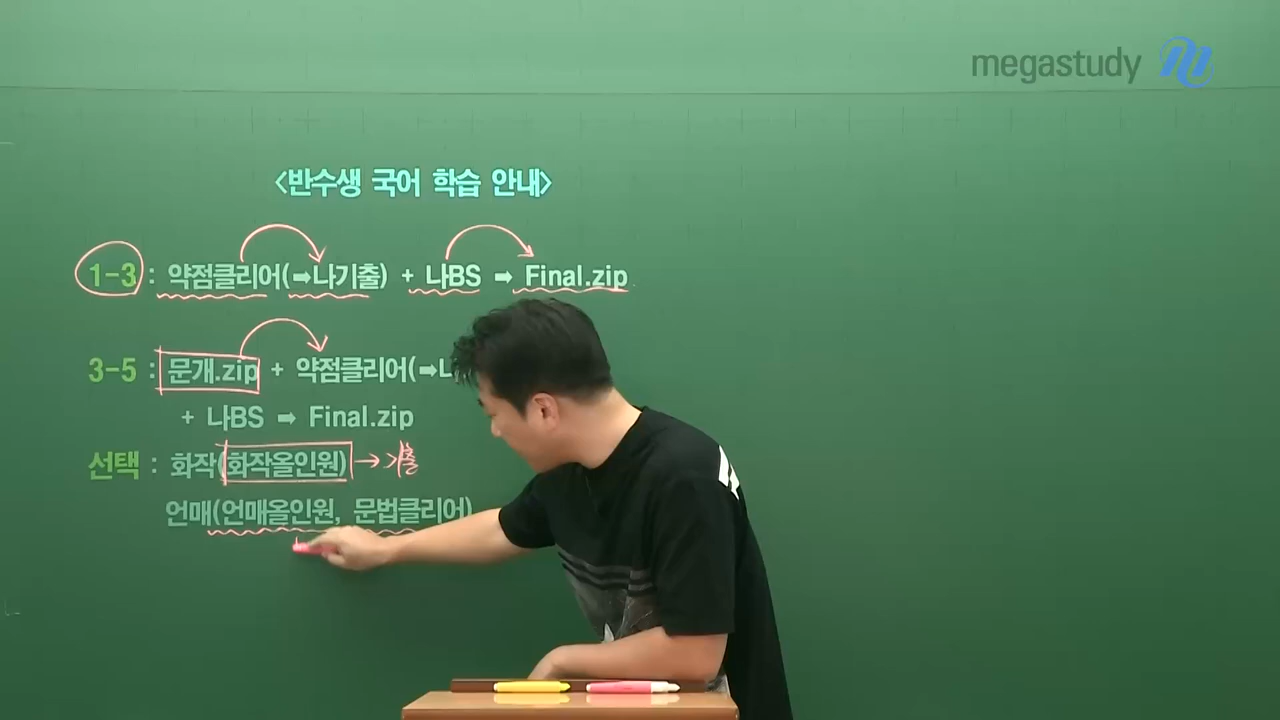 megastudy
<반수생 국어 학습 안내>
1-3 : 약점클리어(➡나기출) + 나BS ➡ Final.zip
3-5 : 문개.zip + 약점클리어(➡나
+ 나BS ➡ Final.zip
선택 : 화작(화작올인원) → 기출
언매(언매올인원, 문법클리어)